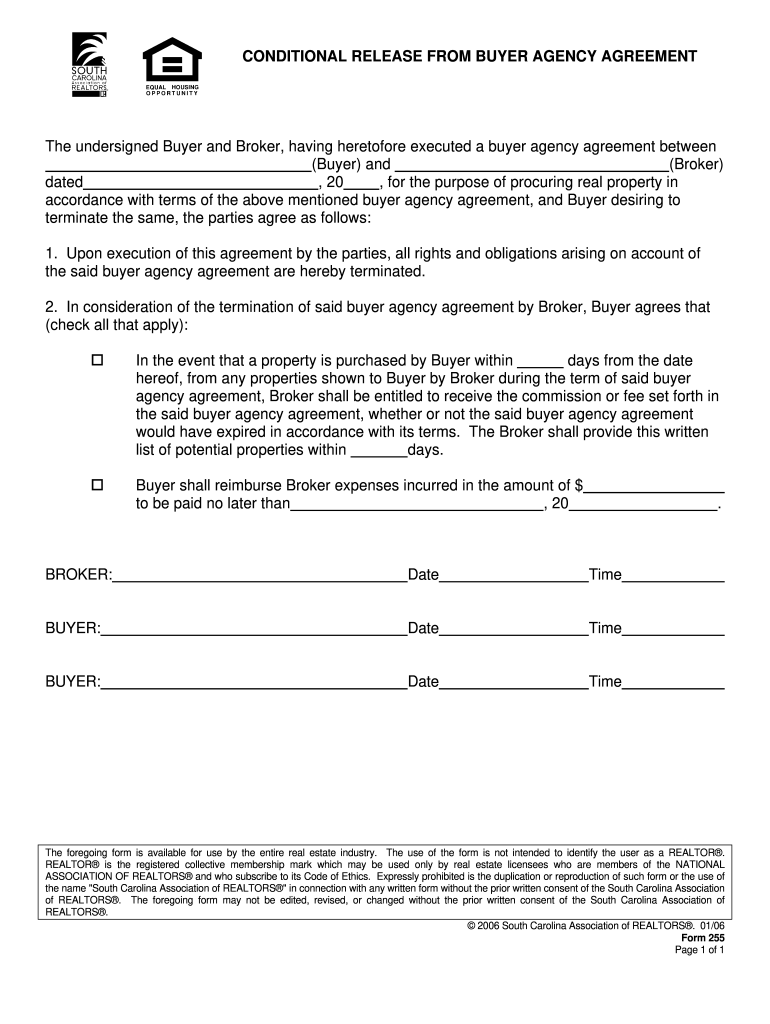 SOUTH
CAROLINA
Association of
REALTORS®
EQUAL HOUSING
OPPORTUNITY
CONDITIONAL RELEASE FROM BUYER AGENCY AGREEMENT
The undersigned Buyer and Broker, having heretofore executed a buyer agency agreement between
________________________________(Buyer) and _________________________________(Broker)
dated____________________________, 20____, for the purpose of procuring real property in
accordance with terms of the above mentioned buyer agency agreement, and Buyer desiring to
terminate the same, the parties agree as follows:
1. Upon execution of this agreement by the parties, all rights and obligations arising on account of
the said buyer agency agreement are hereby terminated.
2. In consideration of the termination of said buyer agency agreement by Broker, Buyer agrees that
(check all that apply):
☐ In the event that a property is purchased by Buyer within ______ days from the date
hereof, from any properties shown to Buyer by Broker during the term of said buyer
agency agreement, Broker shall be entitled to receive the commission or fee set forth in
the said buyer agency agreement, whether or not the said buyer agency agreement
would have expired in accordance with its terms. The Broker shall provide this written
list of potential properties within _______days.
☐ Buyer shall reimburse Broker expenses incurred in the amount of $_________________
to be paid no later than______________________________, 20__________________.
BROKER:____________________________________Date__________________Time____________
BUYER:_____________________________________Date__________________Time____________
BUYER:_____________________________________Date__________________Time____________
The foregoing form is available for use by the entire real estate industry. The use of the form is not intended to identify the user as a REALTOR®.
REALTOR® is the registered collective membership mark which may be used only by real estate licensees who are members of the NATIONAL
ASSOCIATION OF REALTORS® and who subscribe to its Code of Ethics. Expressly prohibited is the duplication or reproduction of such form or the use of
the name "South Carolina Association of REALTORS®" in connection with any written form without the prior written consent of the South Carolina Association
of REALTORS®. The foregoing form may not be edited, revised, or changed without the prior written consent of the South Carolina Association of
REALTORS®.
© 2006 South Carolina Association of REALTORS®. 01/06
Form 255
Page 1 of 1